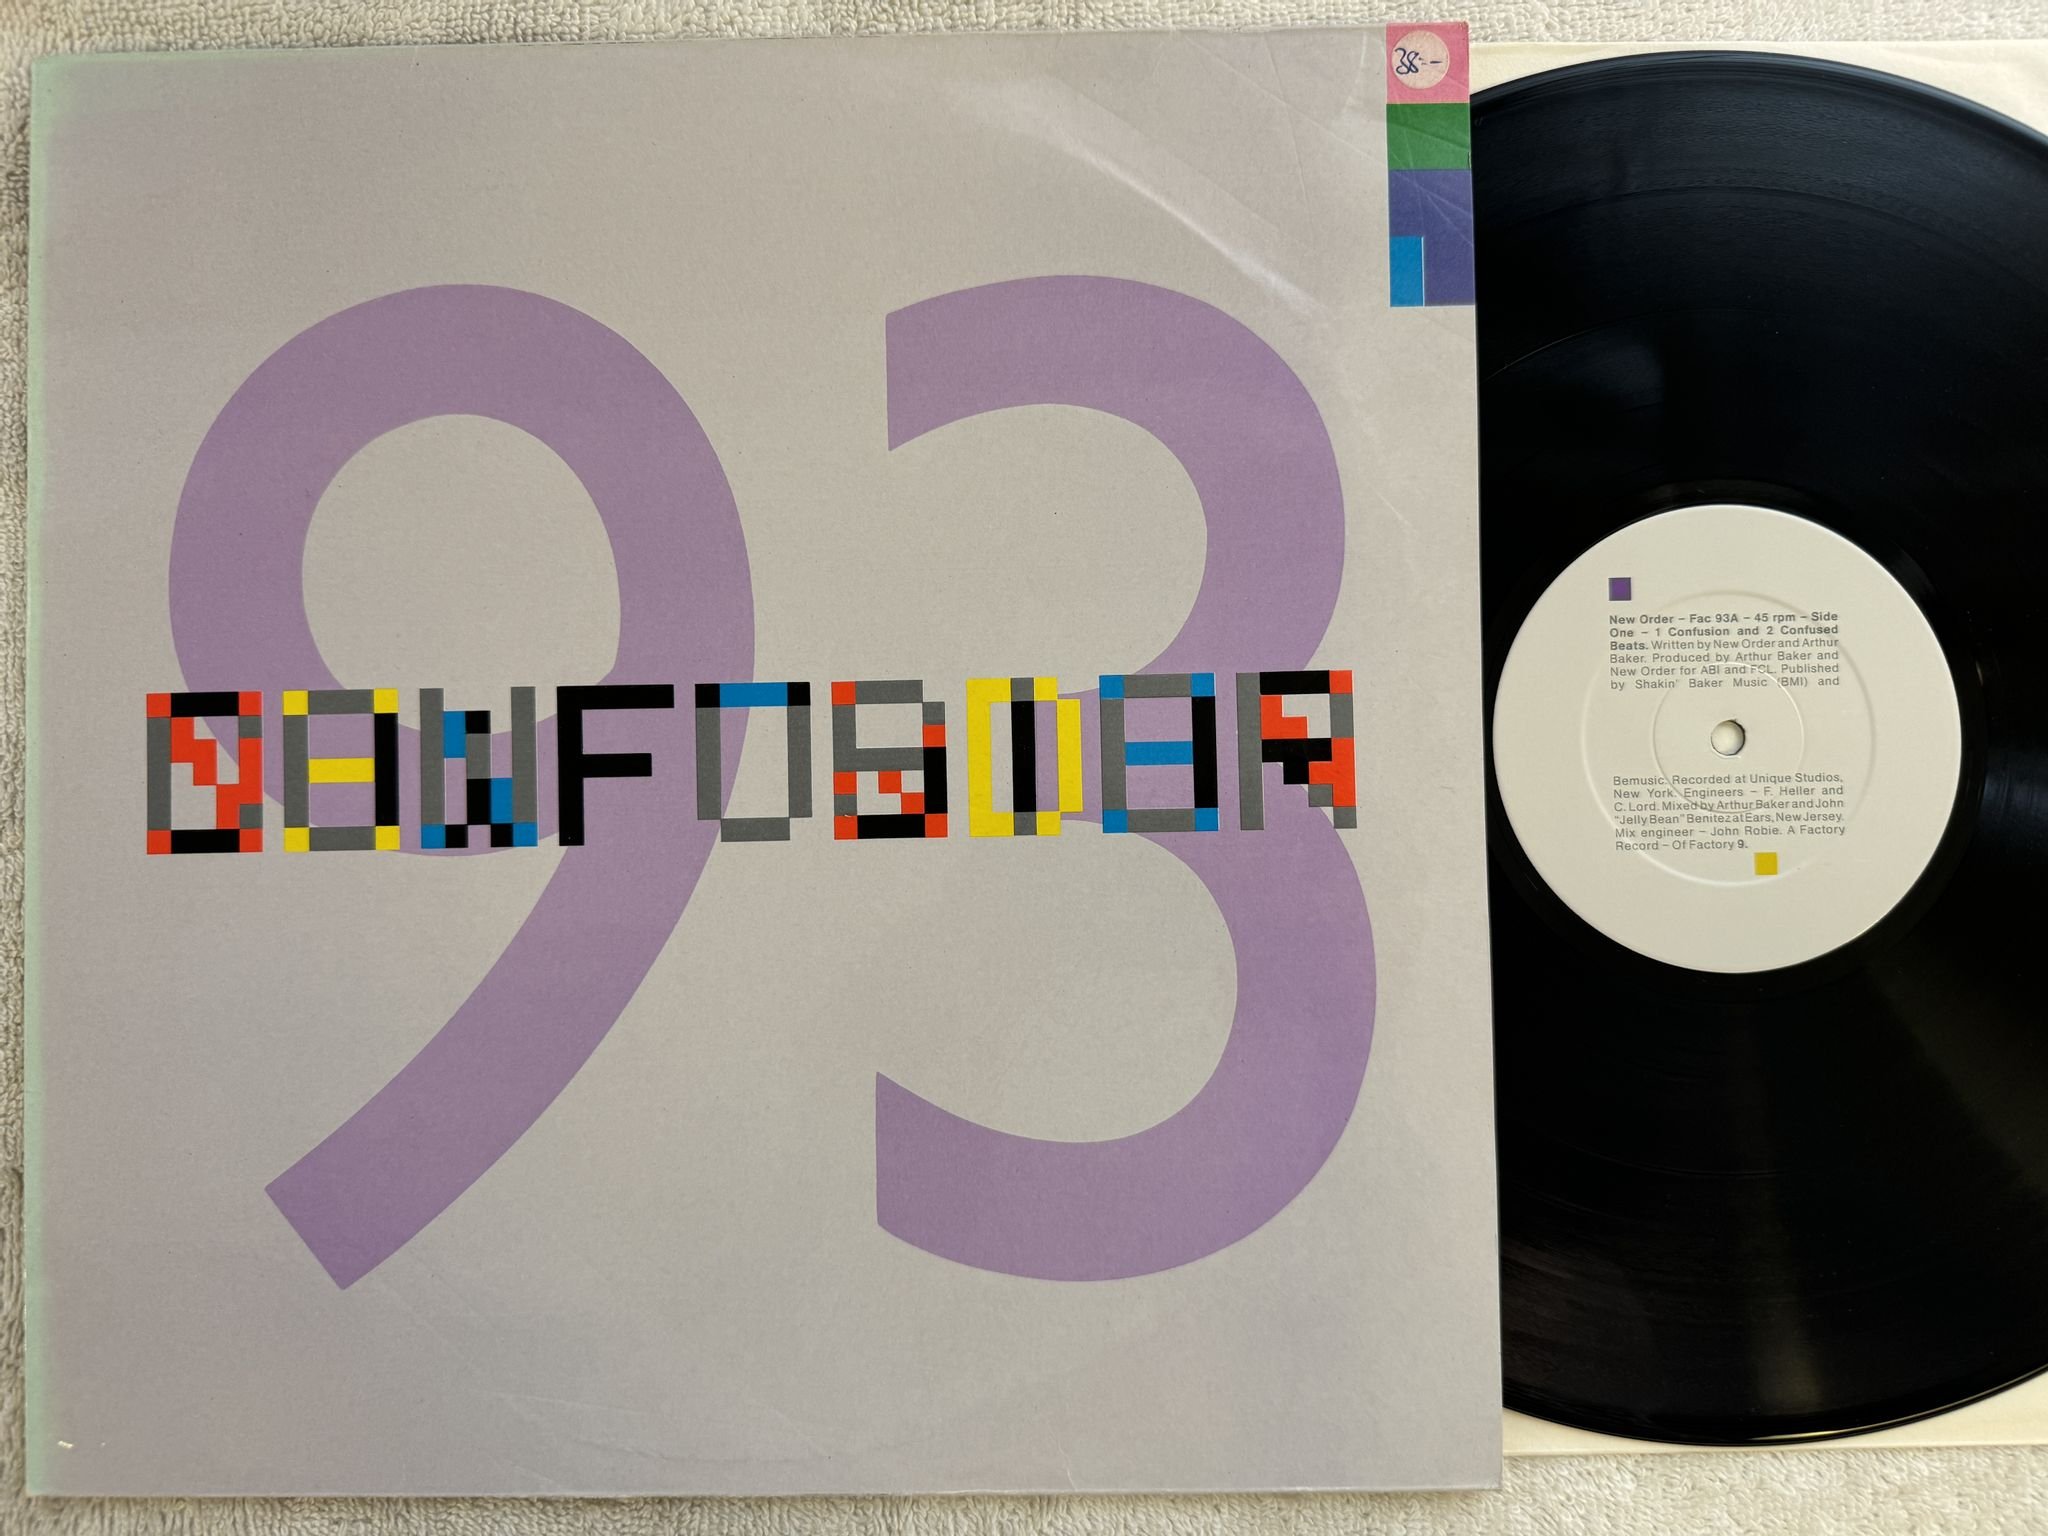 38:-
93
CONFUSION
NEW ORDER
New Order – Fac 93A – 45 rpm – Side
One – 1 Confusion and 2 Confused
Beats. Written by New Order and Arthur
Baker. Produced by Arthur Baker and
New Order for ABI and FCL. Published
by Shakin' Baker Music (BMI) and
Bemusic. Recorded at Unique Studios,
New York. Engineers – F. Heller and
C. Lord. Mixed by Arthur Baker and John
"Jelly Bean" Benitez at Ears, New Jersey.
Mix engineer – John Robie. A Factory
Record – Of Factory 9.